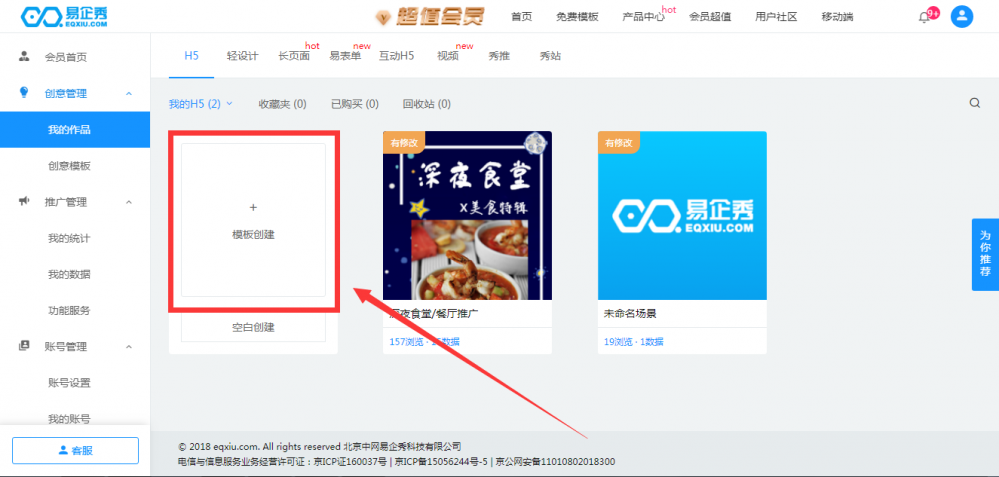 易企秀
EQXIU.COM
超值会员
首页
免费模板
产品中心
hot
会员超值
用户社区
移动端
9+
会员首页
创意管理
我的作品
创意模板
推广管理
我的统计
我的数据
功能服务
账号管理
账号设置
我的账号
客服
H5
轻设计
长页面
hot
易表单
new
互动H5
视频
new
秀推
秀站
我的H5 (2)
收藏夹 (0)
已购买 (0)
回收站 (0)
+
模板创建
空白创建
有修改
深夜食堂
X美食特辑
夜食堂/餐厅推广
157浏览 · 数据
有修改
易企秀
EQXIU.COM
未命名场景
19浏览 · 1数据
为你推荐
© 2018 eqxiu.com. All rights reserved 北京中网易企秀科技有限公司
电信与信息服务业务经营许可证：京ICP证160037号 | 京ICP备15056244号-5 | 京公网安备11010802018300